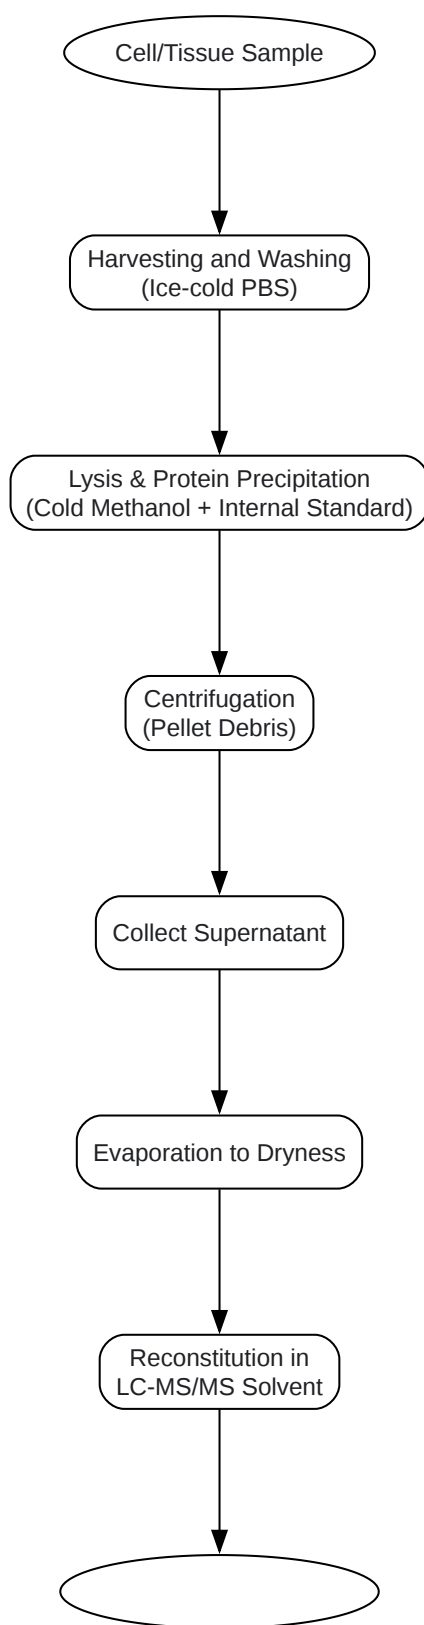 Cell/Tissue Sample
Harvesting and Washing
(Ice-cold PBS)
Lysis & Protein Precipitation
(Cold Methanol + Internal Standard)
Centrifugation
(Pellet Debris)
Collect Supernatant
Evaporation to Dryness
Reconstitution in
LC-MS/MS Solvent